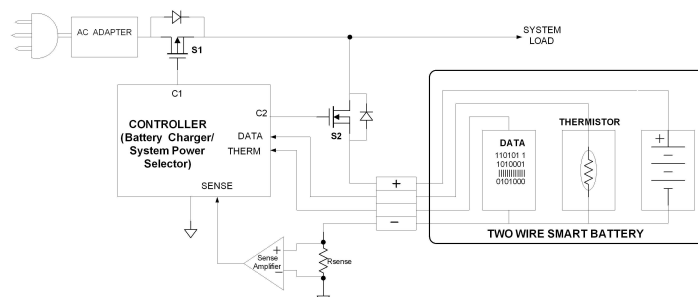 AC ADAPTER
S1
SYSTEM
LOAD
C1
C2
CONTROLLER
(Battery Charger/
System Power
Selector)
DATA
THERM
SENSE
S2
+
−
Sense
Amplifier
+
−
Rsense
DATA
110101 1
1010001
||||||||||||
0101000
THERMISTOR
+
TWO WIRE SMART BATTERY